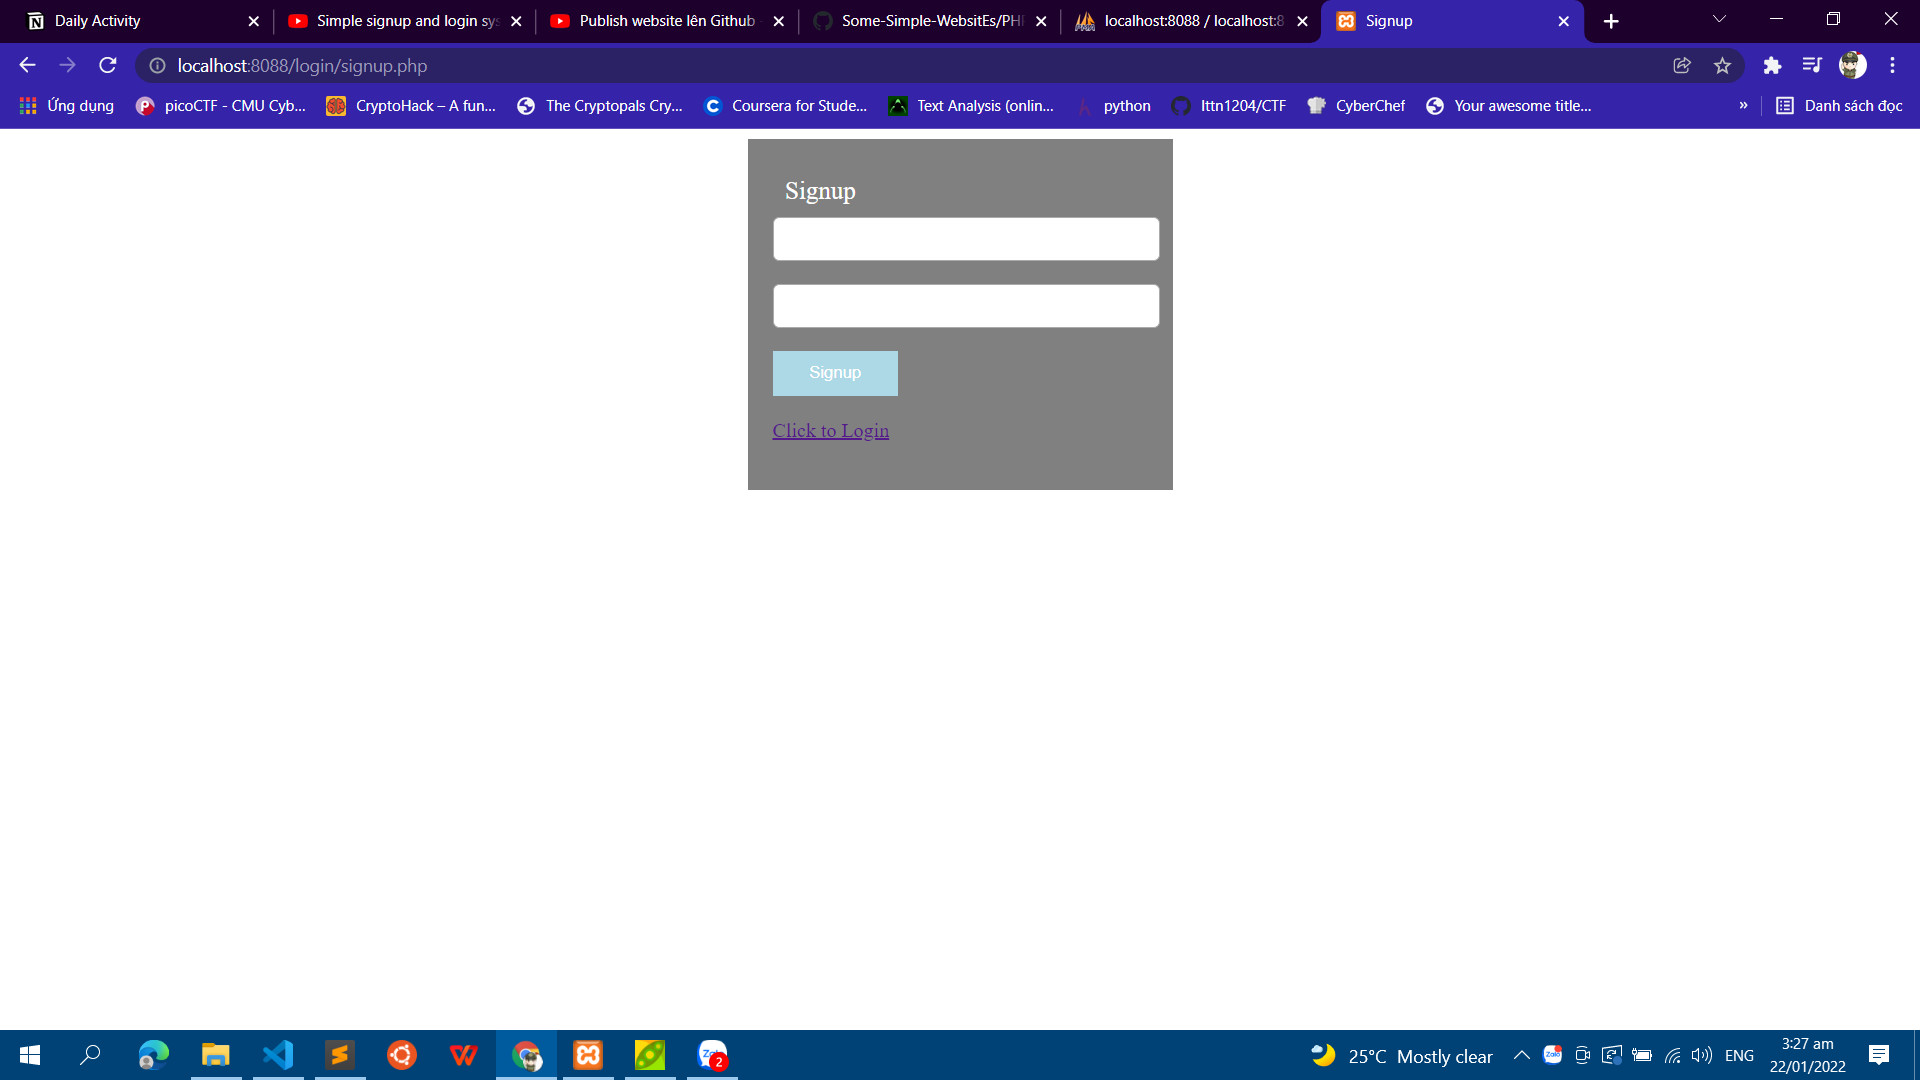 Daily Activity
Simple signup and login sys
Publish website lên Github
Some-Simple-WebsitEs/PHP
localhost:8088 / localhost:8
Signup
localhost:8088/login/signup.php
Ứng dụng
picoCTF - CMU Cyb...
CryptoHack – A fun...
The Cryptopals Cry...
Coursera for Stude...
Text Analysis (onlin...
python
lttn1204/CTF
CyberChef
Your awesome title...
»
Danh sách đọc
Signup
Signup
Click to Login
25°C Mostly clear
ENG
3:27 am
22/01/2022
2